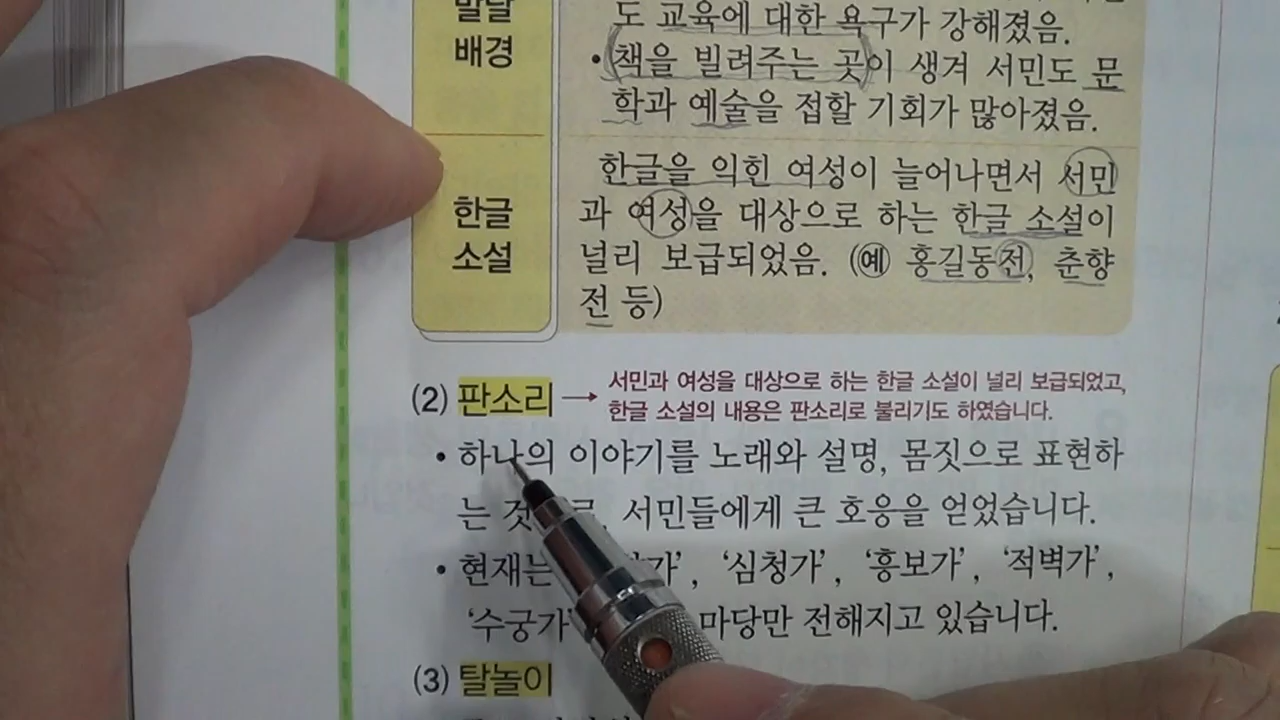 발달
배경
도 교육에 대한 욕구가 강해졌음.
• 책을 빌려주는 곳이 생겨 서민도 문
학과 예술을 접할 기회가 많아졌음.
한글
소설
한글을 익힌 여성이 늘어나면서 서민
과 여성을 대상으로 하는 한글 소설이
널리 보급되었음. (예 홍길동전, 춘향
전 등)
(2) 판소리 → 서민과 여성을 대상으로 하는 한글 소설이 널리 보급되었고,
한글 소설의 내용은 판소리로 불리기도 하였습니다.
• 하나의 이야기를 노래와 설명, 몸짓으로 표현하
는 서민들에게 큰 호응을 얻었습니다.
• 현재는 '심청가', '흥보가', '적벽가',
'수궁가' 마당만 전해지고 있습니다.
(3) 탈놀이